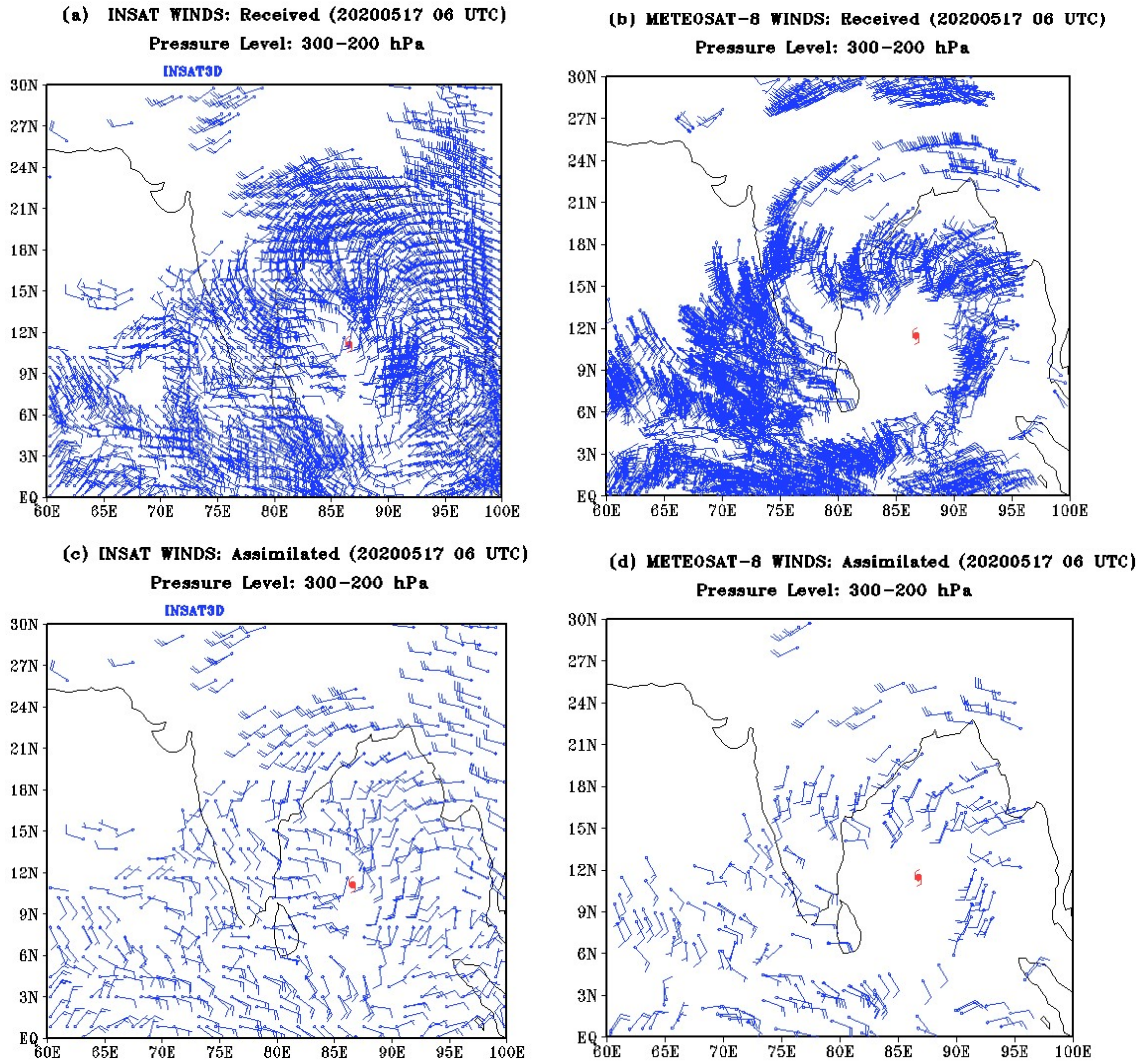 (a) INSAT WINDS: Received (20200517 06 UTC)
Pressure Level: 300-200 hPa
INSAT3D
30N
27N
24N
21N
18N
15N
12N
9N
6N
3N
EQ
60E 65E 70E 75E 80E 85E 90E 95E 100E
(b) METEOSAT-8 WINDS: Received (20200517 06 UTC)
Pressure Level: 300-200 hPa
30N
27N
24N
21N
18N
15N
12N
9N
6N
3N
EQ
60E 65E 70E 75E 80E 85E 90E 95E 100E
(c) INSAT WINDS: Assimilated (20200517 06 UTC)
Pressure Level: 300-200 hPa
INSAT3D
30N
27N
24N
21N
18N
15N
12N
9N
6N
3N
EQ
60E 65E 70E 75E 80E 85E 90E 95E 100E
(d) METEOSAT-8 WINDS: Assimilated (20200517 06 UTC)
Pressure Level: 300-200 hPa
30N
27N
24N
21N
18N
15N
12N
9N
6N
3N
EQ
60E 65E 70E 75E 80E 85E 90E 95E 100E